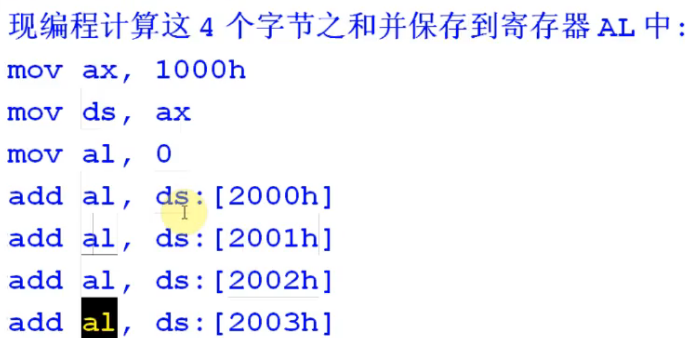 现编程计算这 4 个字节之和并保存到寄存器 AL 中:
mov ax, 1000h
mov ds, ax
mov al, 0
add al, ds:[2000h]
add al, ds:[2001h]
add al, ds:[2002h]
add al, ds:[2003h]